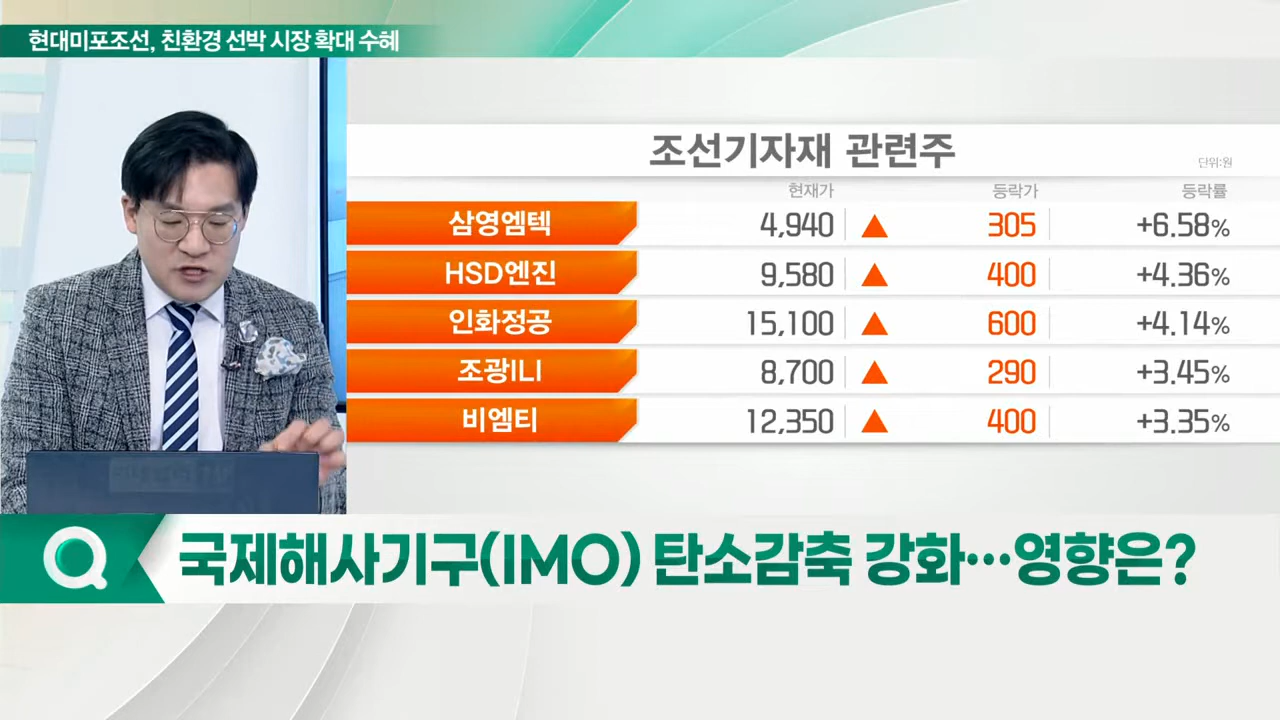 현대미포조선, 친환경 선박 시장 확대 수혜
조선기자재 관련주
단위:원
현재가 등락가 등락률
삼영엠텍 4,940 ▲ 305 +6.58%
HSD엔진 9,580 ▲ 400 +4.36%
인화정공 15,100 ▲ 600 +4.14%
조광ILI 8,700 ▲ 290 +3.45%
비엠티 12,350 ▲ 400 +3.35%
Q 국제해사기구(IMO) 탄소감축 강화…영향은?